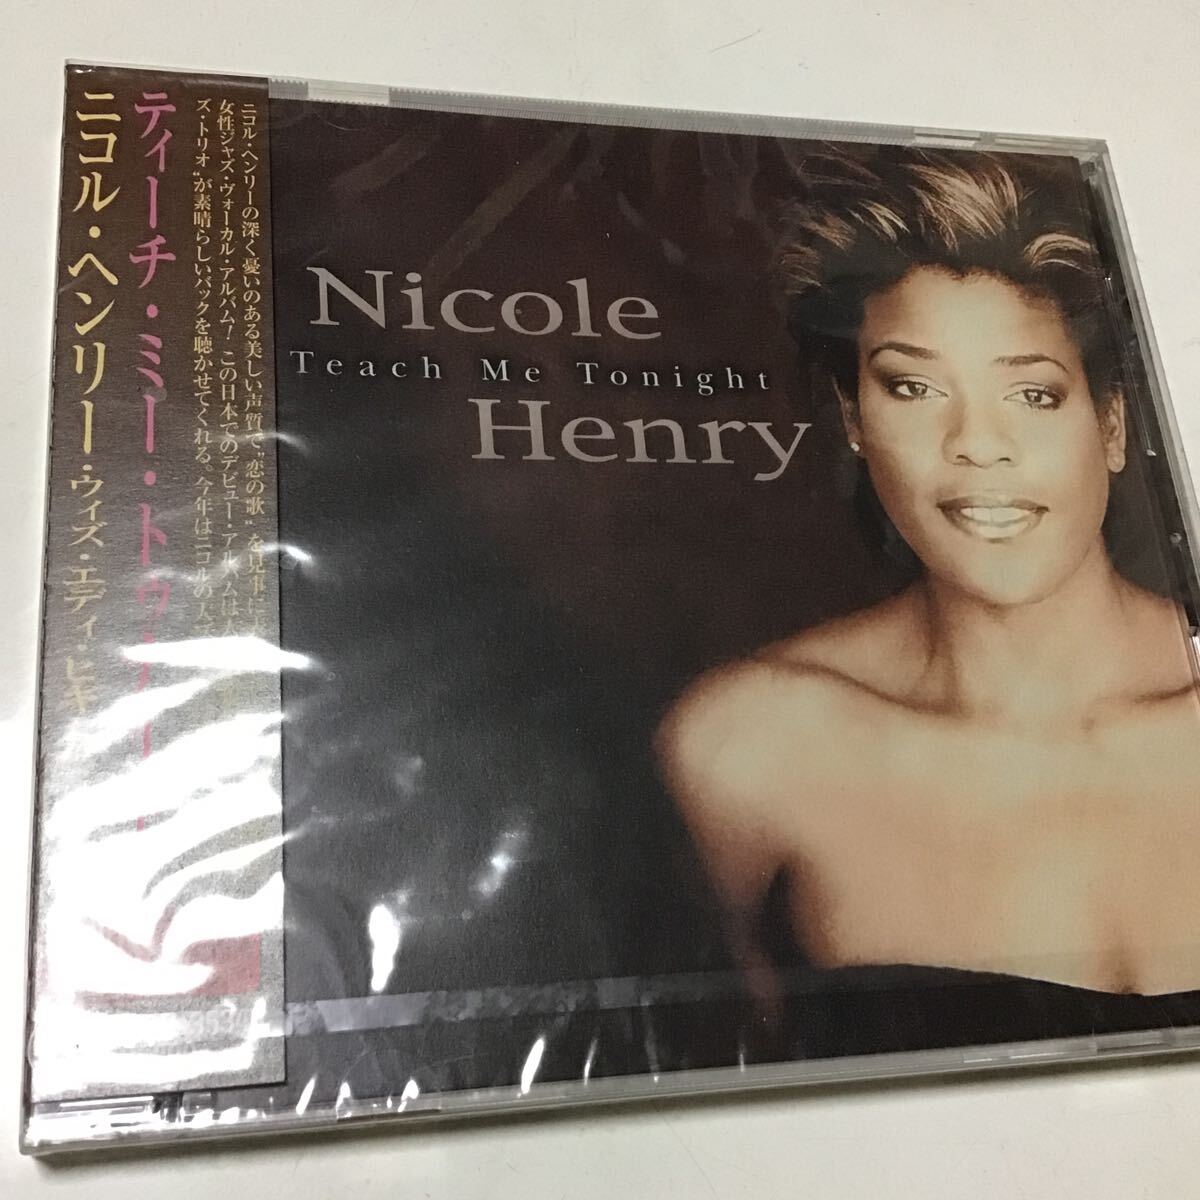 ニコル・ヘンリーの深く憂いのある美しい声質で“恋の歌”を見事に
女性ジャズ・ヴォーカル・アルバム! この日本でのデビュー・アルバムは
ズ・トリオ”が素晴らしいバックを聴かせてくれる。今年はニコルの大
ティーチ・ミー・トゥナイト
ニコル・ヘンリー・ウィズ・エディ・ヒギ
Nicole
Teach Me Tonight
Henry